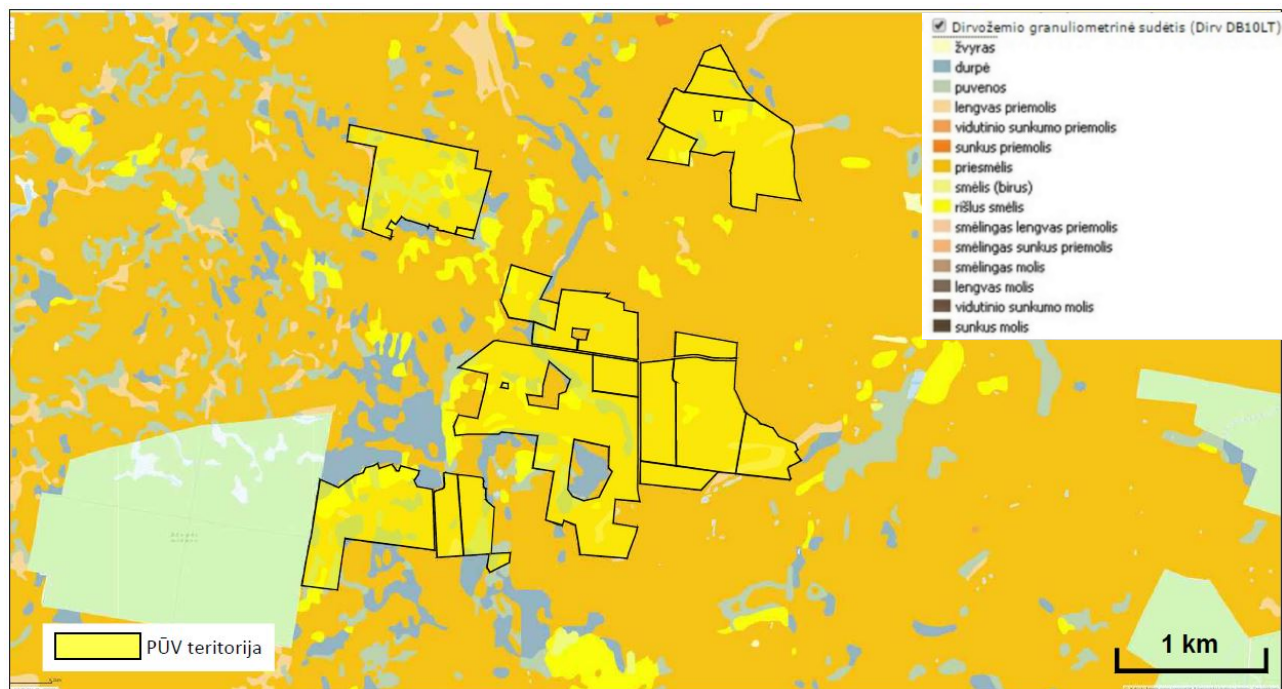 Dirvožemio granuliometrinė sudėtis (Dirv DB10LT)
žvyras
durpė
puvenos
lengvas priemolis
vidutinio sunkumo priemolis
sunkus priemolis
priesmėlis
smėlis (birus)
rišlus smėlis
smėlingas lengvas priemolis
smėlingas sunkus priemolis
smėlingas molis
lengvas molis
vidutinio sunkumo molis
sunkus molis
PŪV teritorija
1 km